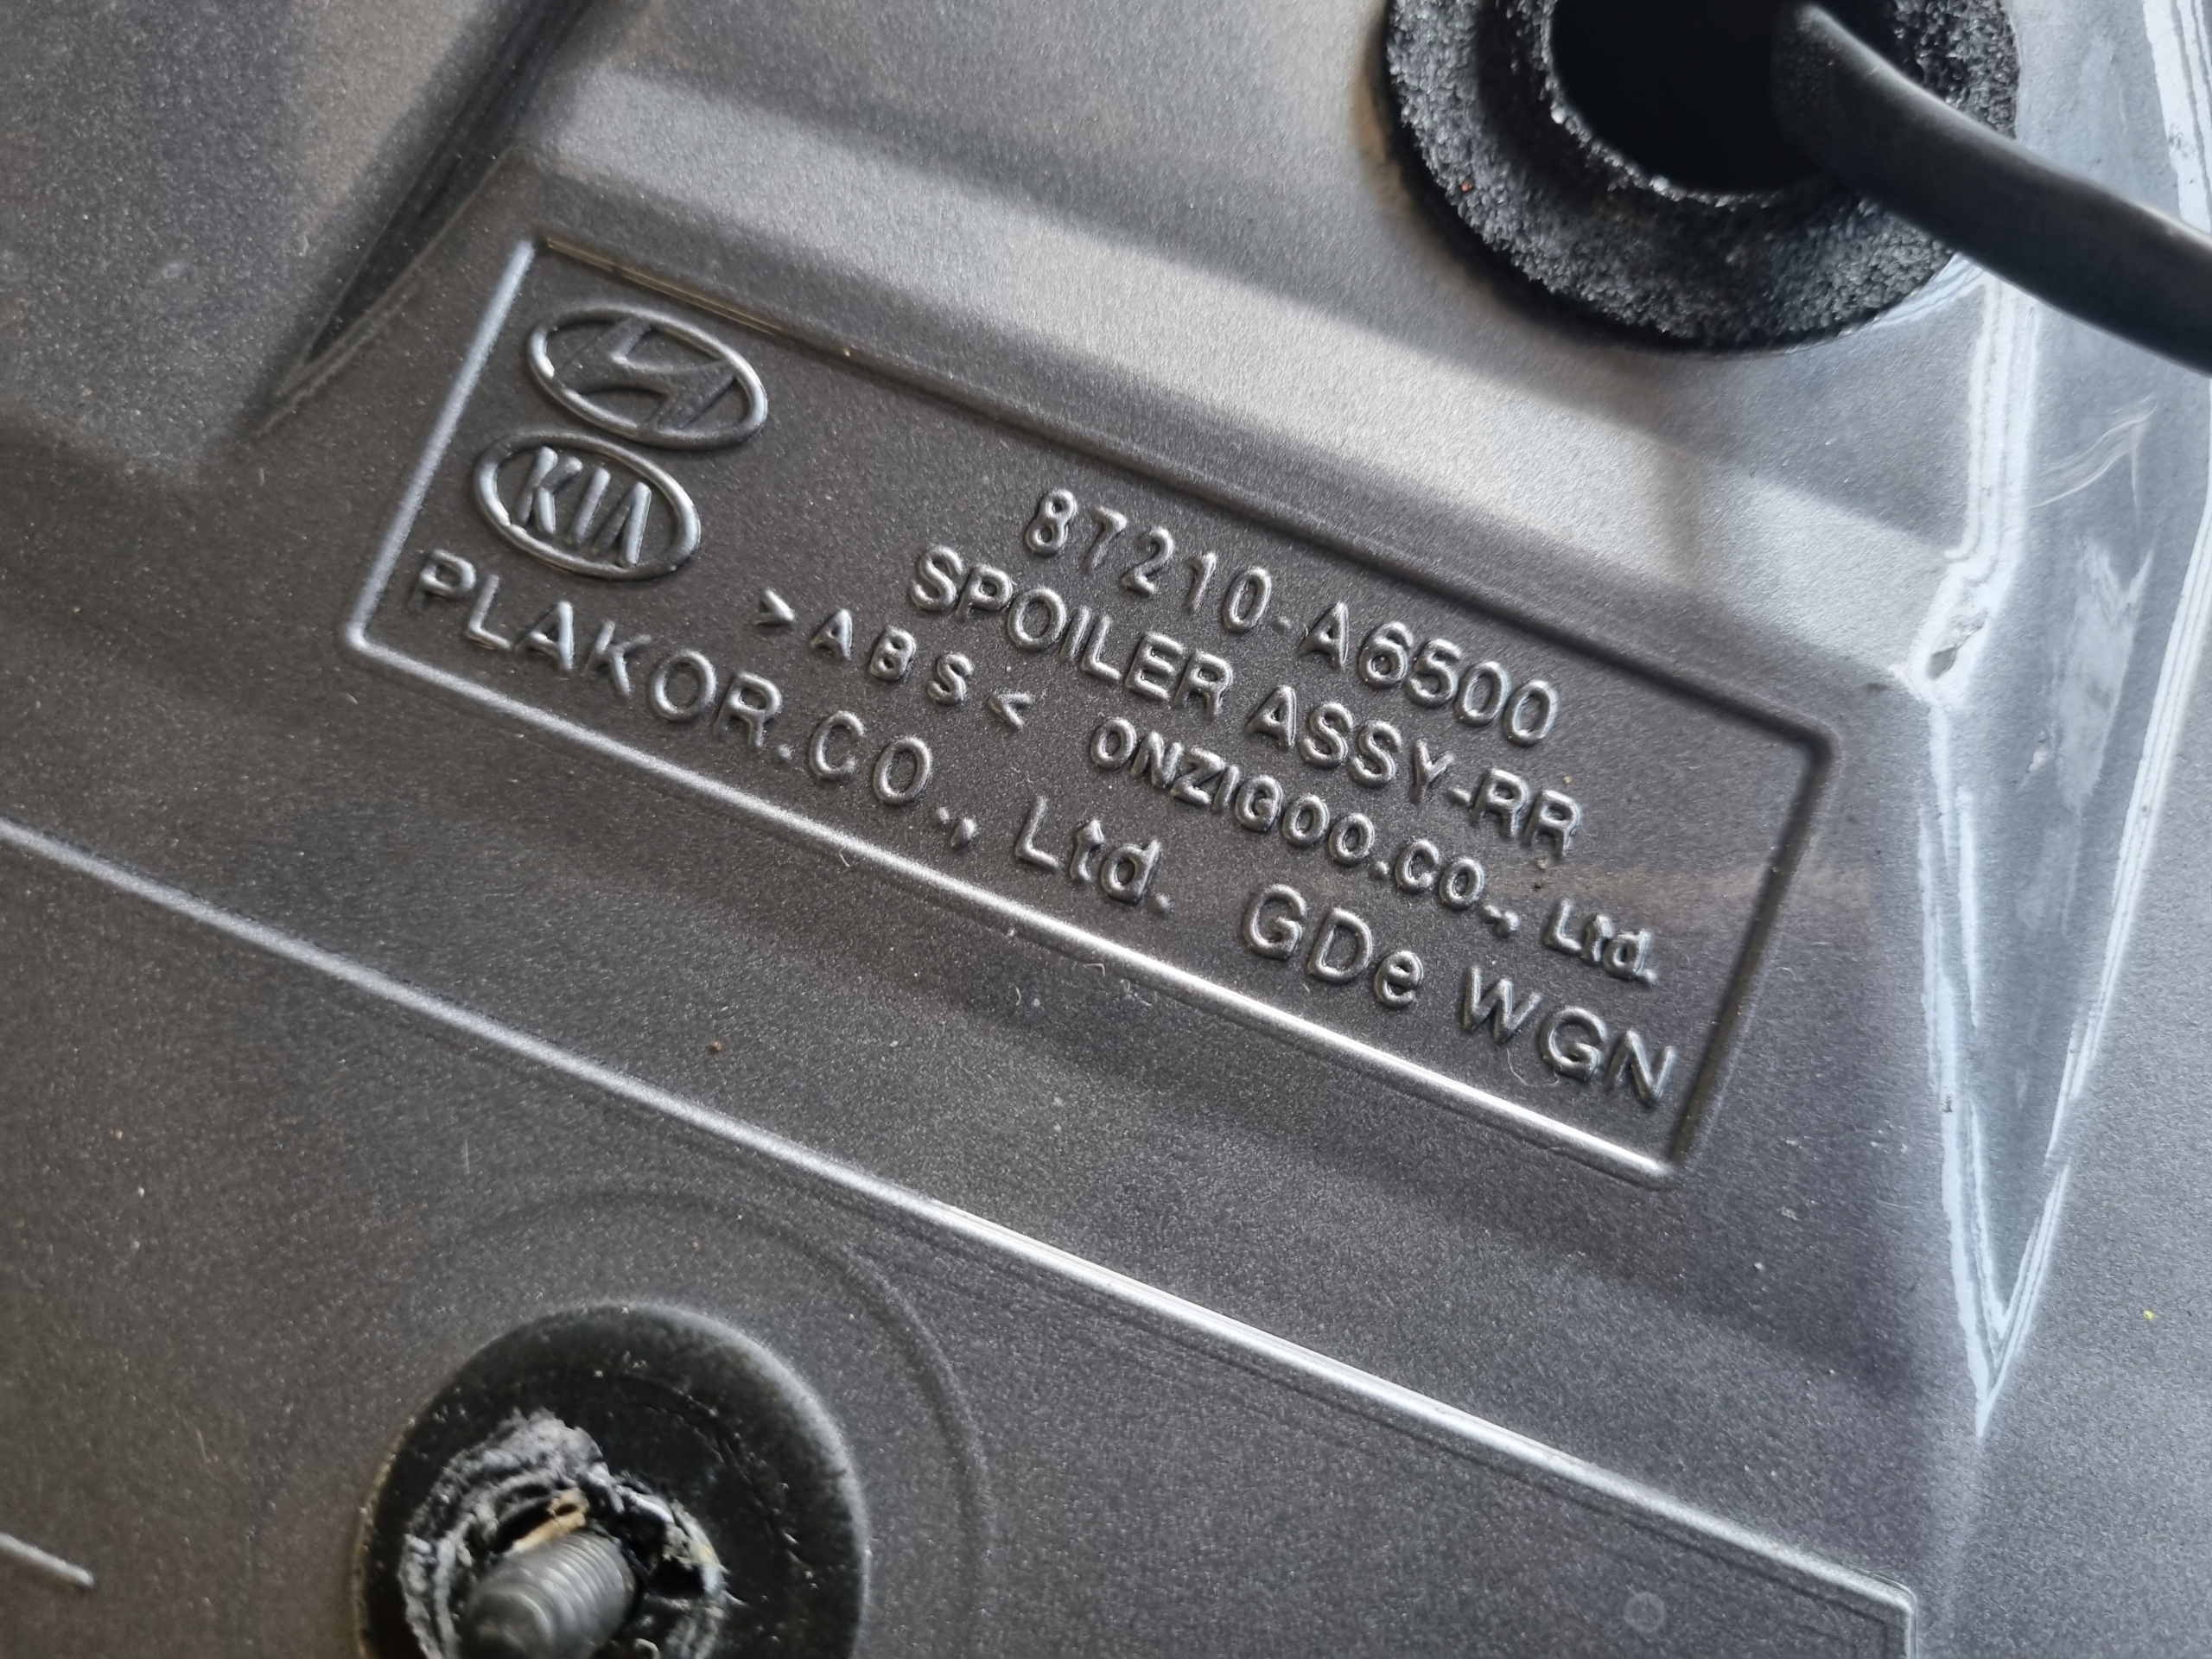 KIA
87210-A6500
SPOILER ASSY-RR
>ABS< ONZIGOO.CO., Ltd.
PLAKOR.CO., Ltd. GDe WGN